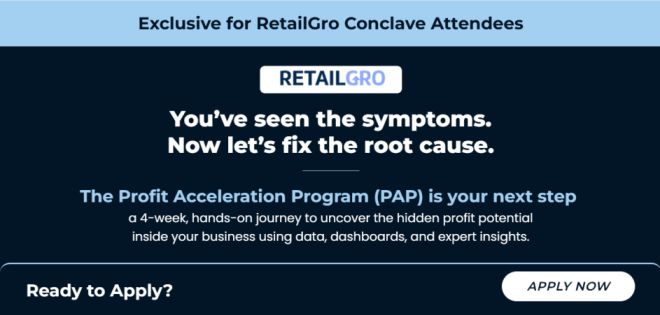 Exclusive for RetailGro Conclave Attendees
RETAILGRO
You’ve seen the symptoms.
Now let’s fix the root cause.
The Profit Acceleration Program (PAP) is your next step
a 4-week, hands-on journey to uncover the hidden profit potential
inside your business using data, dashboards, and expert insights.
Ready to Apply?
APPLY NOW